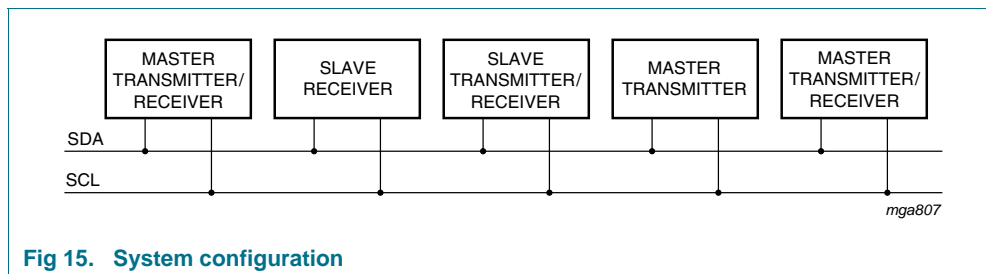 MASTER
TRANSMITTER/
RECEIVER
SLAVE
RECEIVER
SLAVE
TRANSMITTER/
RECEIVER
MASTER
TRANSMITTER
MASTER
TRANSMITTER/
RECEIVER
SDA
SCL
mga807
Fig 15. System configuration